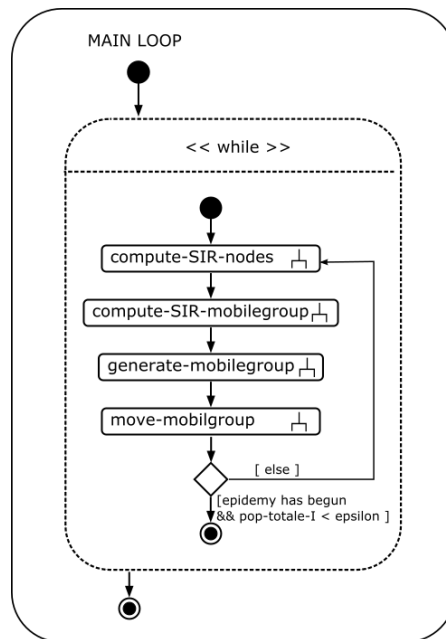 MAIN LOOP
<< while >>
compute-SIR-nodes
compute-SIR-mobilegroup
generate-mobilegroup
move-mobilgroup
[ else ]
[epidemy has begun
&& pop-totale-I < epsilon ]